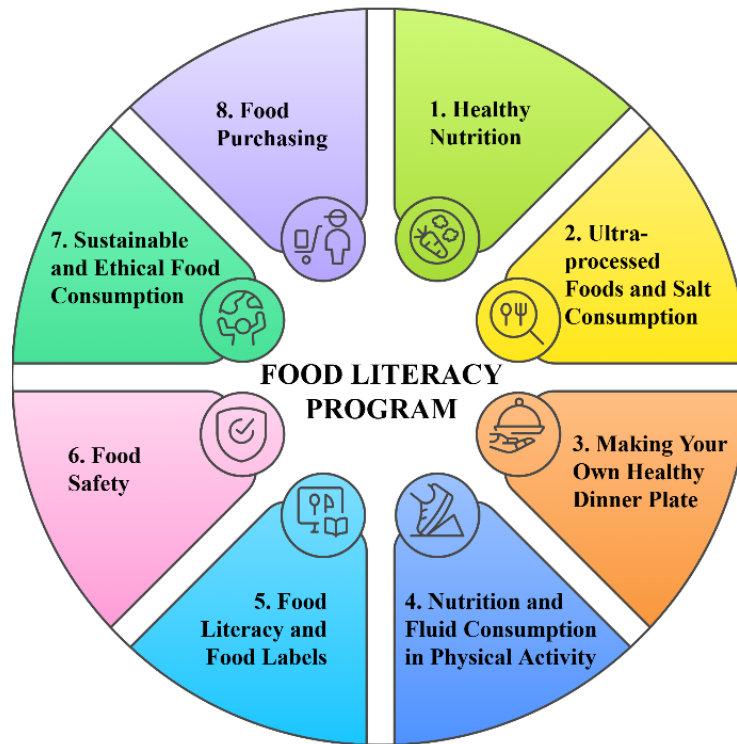 FOOD LITERACY
PROGRAM
1. Healthy
Nutrition
2. Ultra-
processed
Foods and Salt
Consumption
3. Making Your
Own Healthy
Dinner Plate
4. Nutrition and
Fluid Consumption
in Physical Activity
5. Food
Literacy and
Food Labels
6. Food
Safety
7. Sustainable
and Ethical Food
Consumption
8. Food
Purchasing